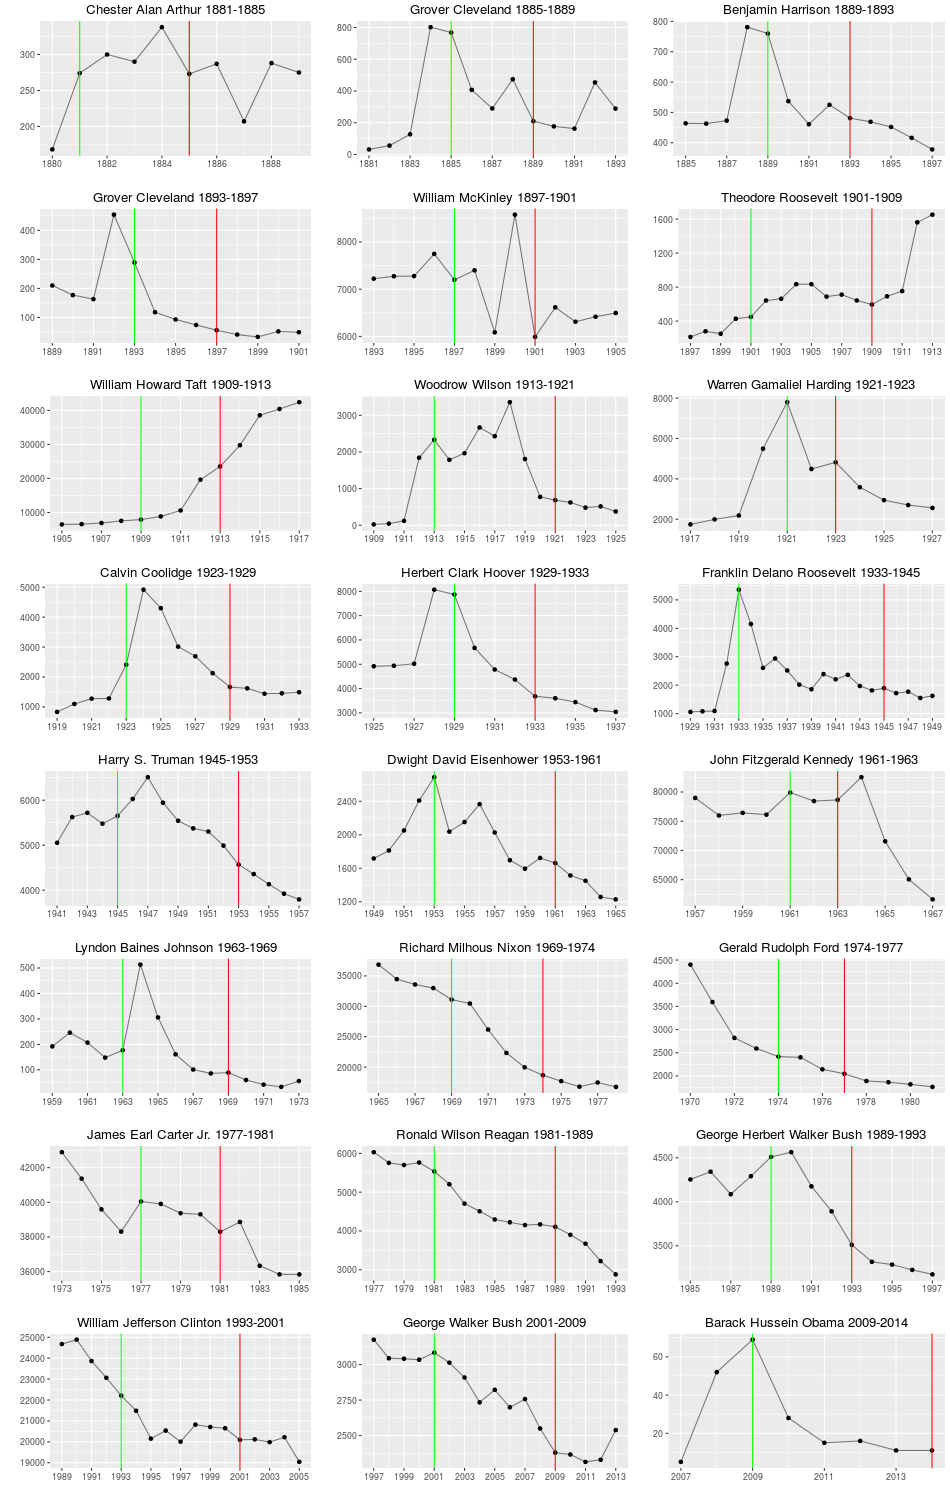 Chester Alan Arthur 1881-1885
300
250
200
1880 1882 1884 1886 1888
Grover Cleveland 1885-1889
800
600
400
200
0
1881 1883 1885 1887 1889 1891 1893
Benjamin Harrison 1889-1893
800
700
600
500
400
1885 1887 1889 1891 1893 1895 1897
Grover Cleveland 1893-1897
400
300
200
100
1889 1891 1893 1895 1897 1899 1901
William McKinley 1897-1901
8000
7000
6000
1893 1895 1897 1899 1901 1903 1905
Theodore Roosevelt 1901-1909
1600
1200
800
400
1897 1899 1901 1903 1905 1907 1909 1911 1913
William Howard Taft 1909-1913
40000
30000
20000
10000
1905 1907 1909 1911 1913 1915 1917
Woodrow Wilson 1913-1921
3000
2000
1000
0
1909 1911 1913 1915 1917 1919 1921 1923 1925
Warren Gamaliel Harding 1921-1923
8000
6000
4000
2000
1917 1919 1921 1923 1925 1927
Calvin Coolidge 1923-1929
5000
4000
3000
2000
1000
1919 1921 1923 1925 1927 1929 1931 1933
Herbert Clark Hoover 1929-1933
8000
7000
6000
5000
4000
3000
1925 1927 1929 1931 1933 1935 1937
Franklin Delano Roosevelt 1933-1945
5000
4000
3000
2000
1000
1929 1931 1933 1935 1937 1939 1941 1943 1945 1947 1949
Harry S. Truman 1945-1953
6000
5000
4000
1941 1943 1945 1947 1949 1951 1953 1955 1957
Dwight David Eisenhower 1953-1961
2400
2000
1600
1200
1949 1951 1953 1955 1957 1959 1961 1963 1965
John Fitzgerald Kennedy 1961-1963
80000
75000
70000
65000
1957 1959 1961 1963 1965 1967
Lyndon Baines Johnson 1963-1969
500
400
300
200
100
1959 1961 1963 1965 1967 1969 1971 1973
Richard Milhous Nixon 1969-1974
35000
30000
25000
20000
1965 1967 1969 1971 1973 1975 1977
Gerald Rudolph Ford 1974-1977
4500
4000
3500
3000
2500
2000
1970 1972 1974 1976 1978 1980
James Earl Carter Jr. 1977-1981
42000
40000
38000
36000
1973 1975 1977 1979 1981 1983 1985
Ronald Wilson Reagan 1981-1989
6000
5000
4000
3000
1977 1979 1981 1983 1985 1987 1989 1991 1993
George Herbert Walker Bush 1989-1993
4500
4000
3500
1985 1987 1989 1991 1993 1995 1997
William Jefferson Clinton 1993-2001
25000
24000
23000
22000
21000
20000
19000
1989 1991 1993 1995 1997 1999 2001 2003 2005
George Walker Bush 2001-2009
3000
2750
2500
1997 1999 2001 2003 2005 2007 2009 2011 2013
Barack Hussein Obama 2009-2014
60
40
20
2007 2009 2011 2013